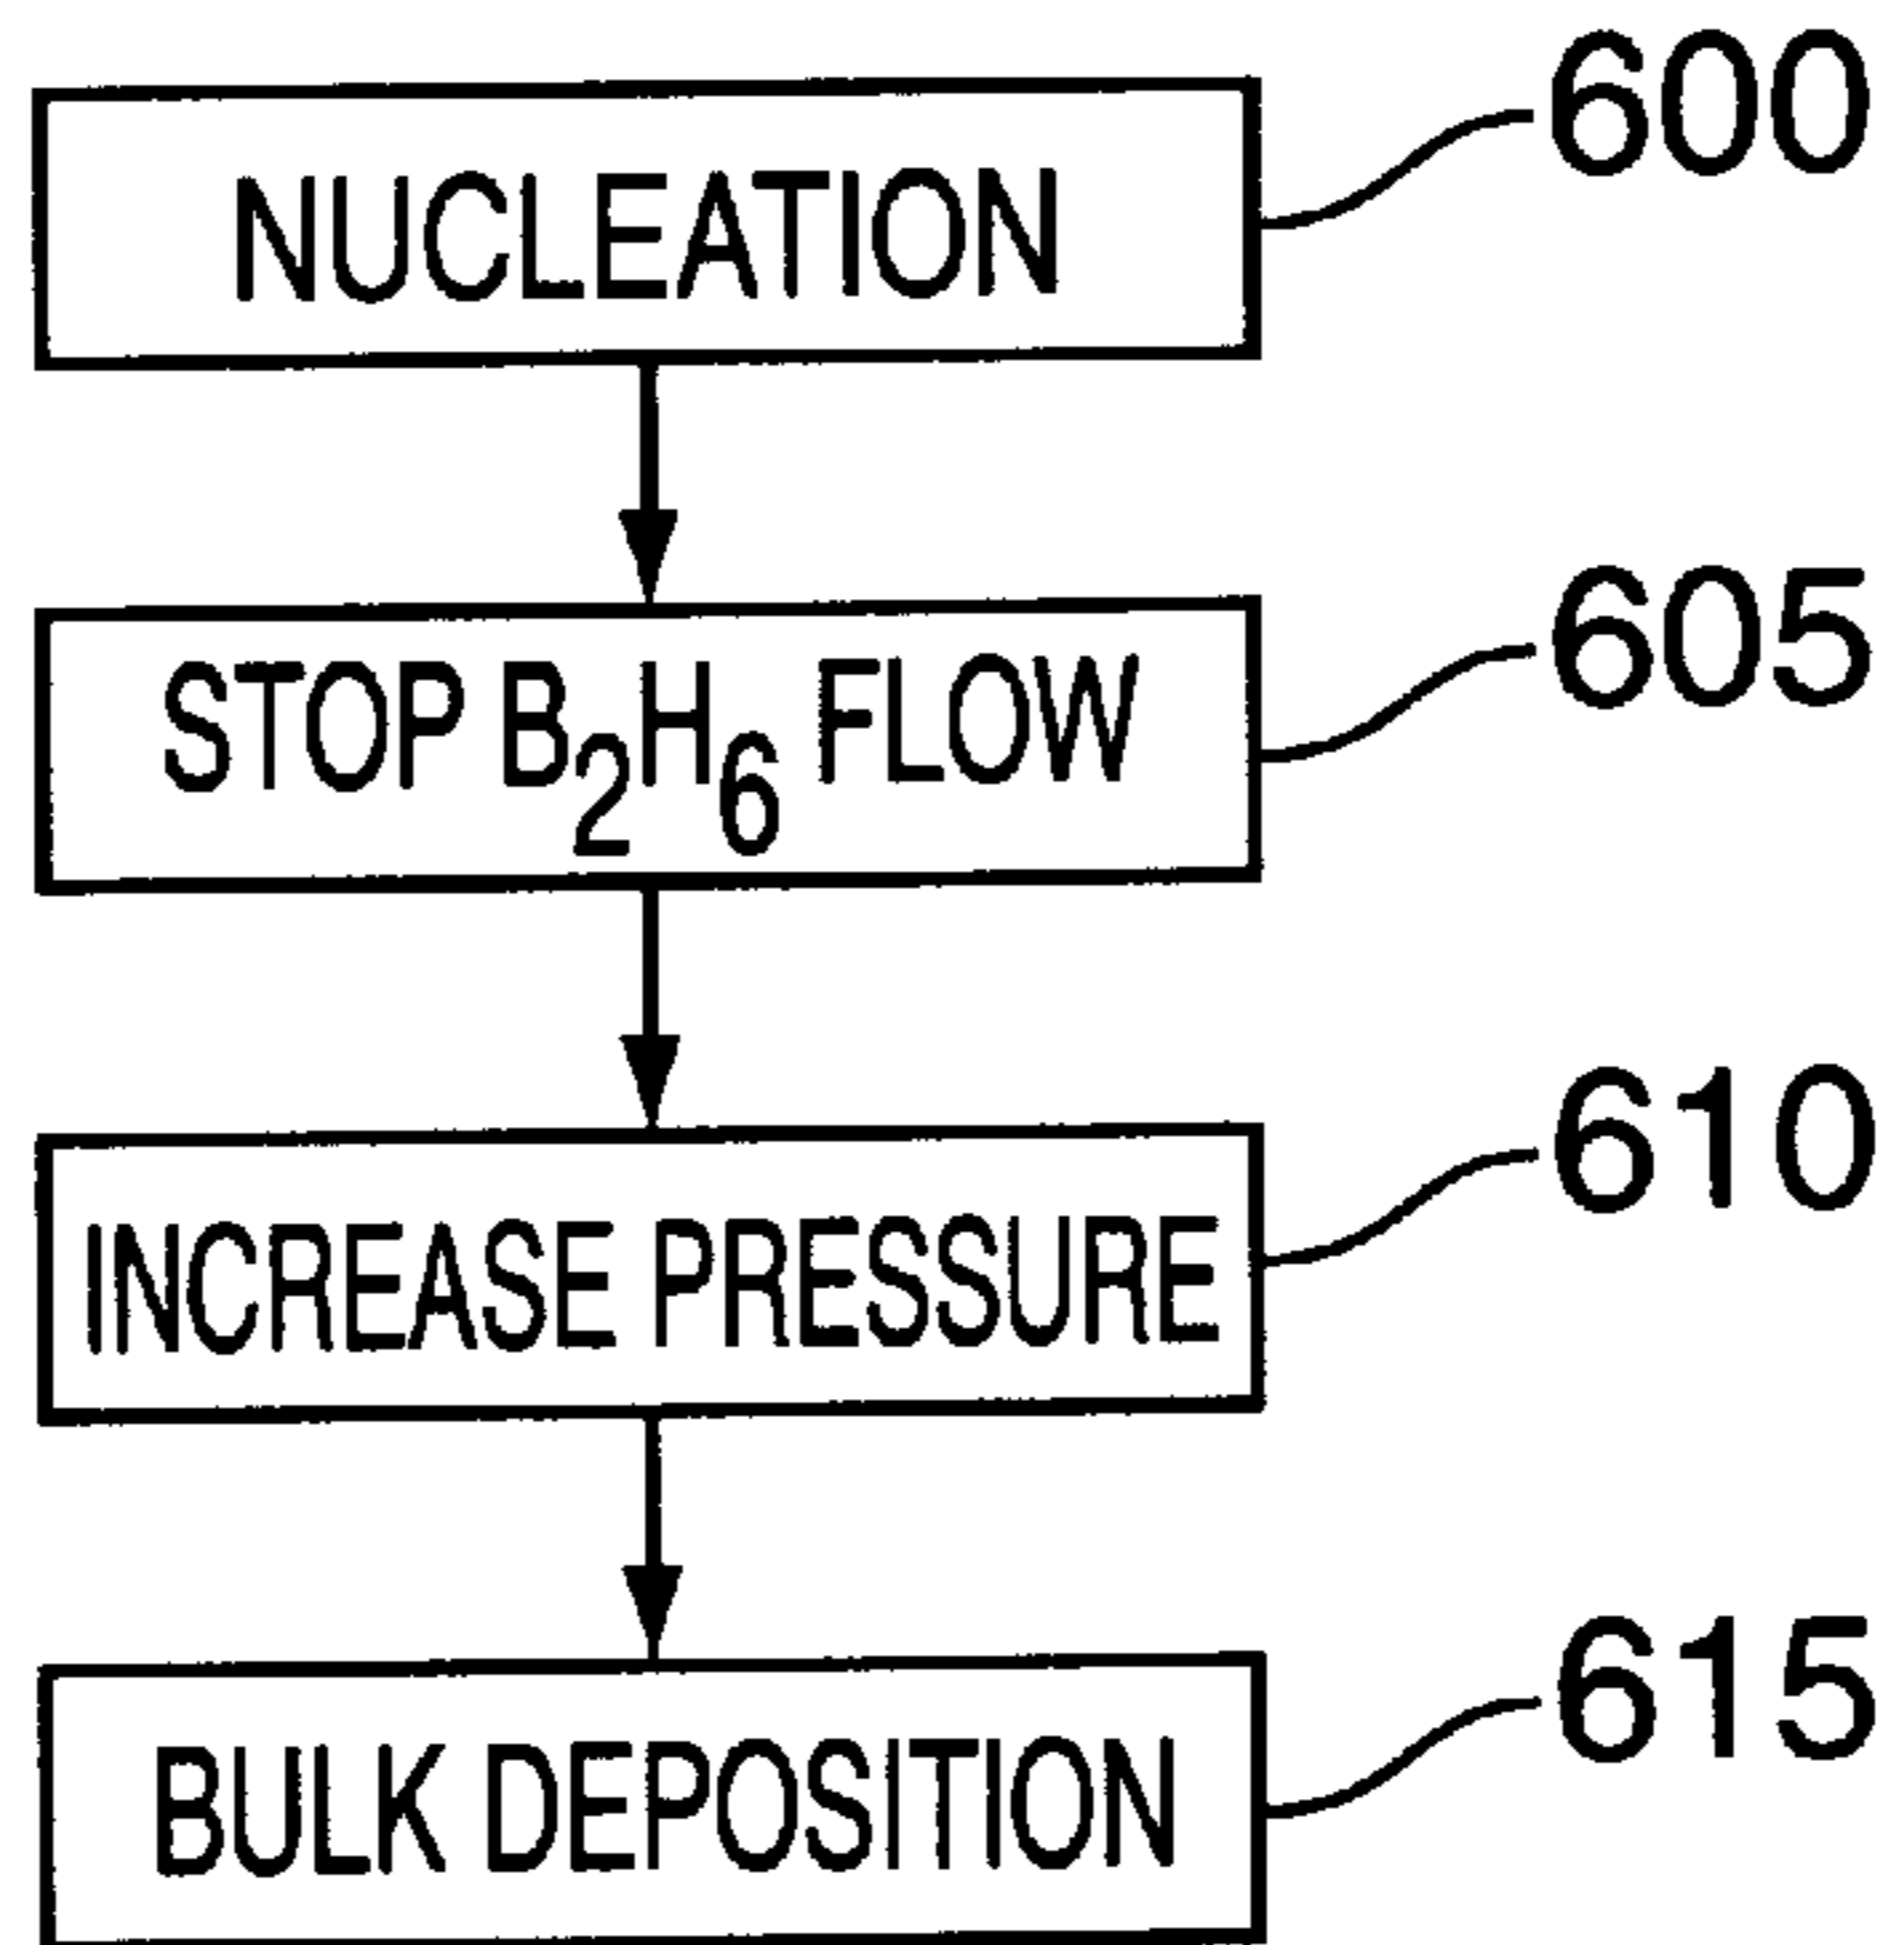 NUCLEATION
600
STOP B₂H₆ FLOW
605
INCREASE PRESSURE
610
BULK DEPOSITION
615